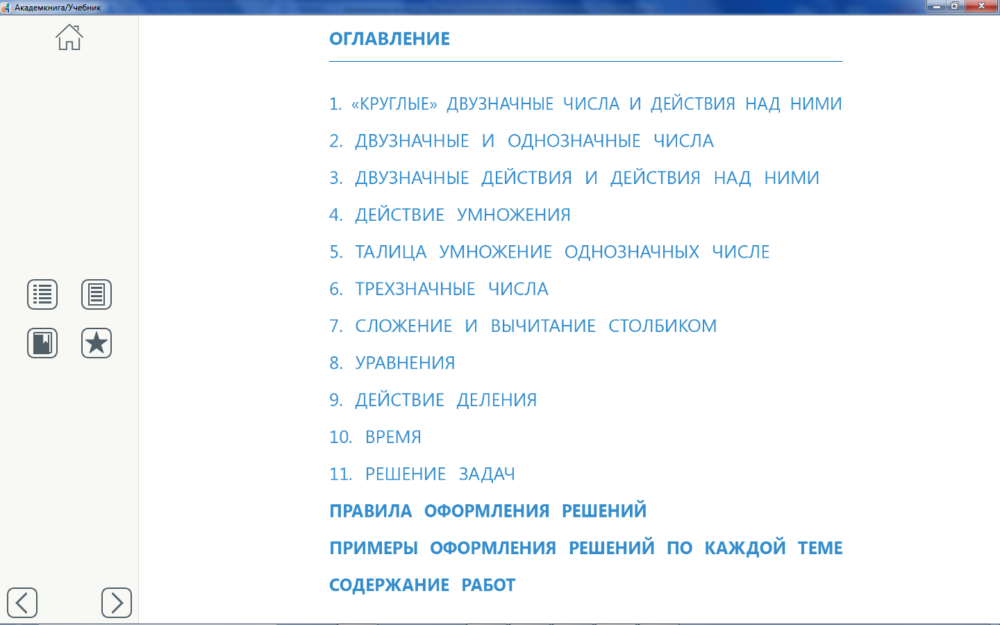 Академкнига/Учебник
ОГЛАВЛЕНИЕ
1. «КРУГЛЫЕ» ДВУЗНАЧНЫЕ ЧИСЛА И ДЕЙСТВИЯ НАД НИМИ
2. ДВУЗНАЧНЫЕ И ОДНОЗНАЧНЫЕ ЧИСЛА
3. ДВУЗНАЧНЫЕ ДЕЙСТВИЯ И ДЕЙСТВИЯ НАД НИМИ
4. ДЕЙСТВИЕ УМНОЖЕНИЯ
5. ТАЛИЦА УМНОЖЕНИЕ ОДНОЗНАЧНЫХ ЧИСЛЕ
6. ТРЕХЗНАЧНЫЕ ЧИСЛА
7. СЛОЖЕНИЕ И ВЫЧИТАНИЕ СТОЛБИКОМ
8. УРАВНЕНИЯ
9. ДЕЙСТВИЕ ДЕЛЕНИЯ
10. ВРЕМЯ
11. РЕШЕНИЕ ЗАДАЧ
ПРАВИЛА ОФОРМЛЕНИЯ РЕШЕНИЙ
ПРИМЕРЫ ОФОРМЛЕНИЯ РЕШЕНИЙ ПО КАЖДОЙ ТЕМЕ
СОДЕРЖАНИЕ РАБОТ